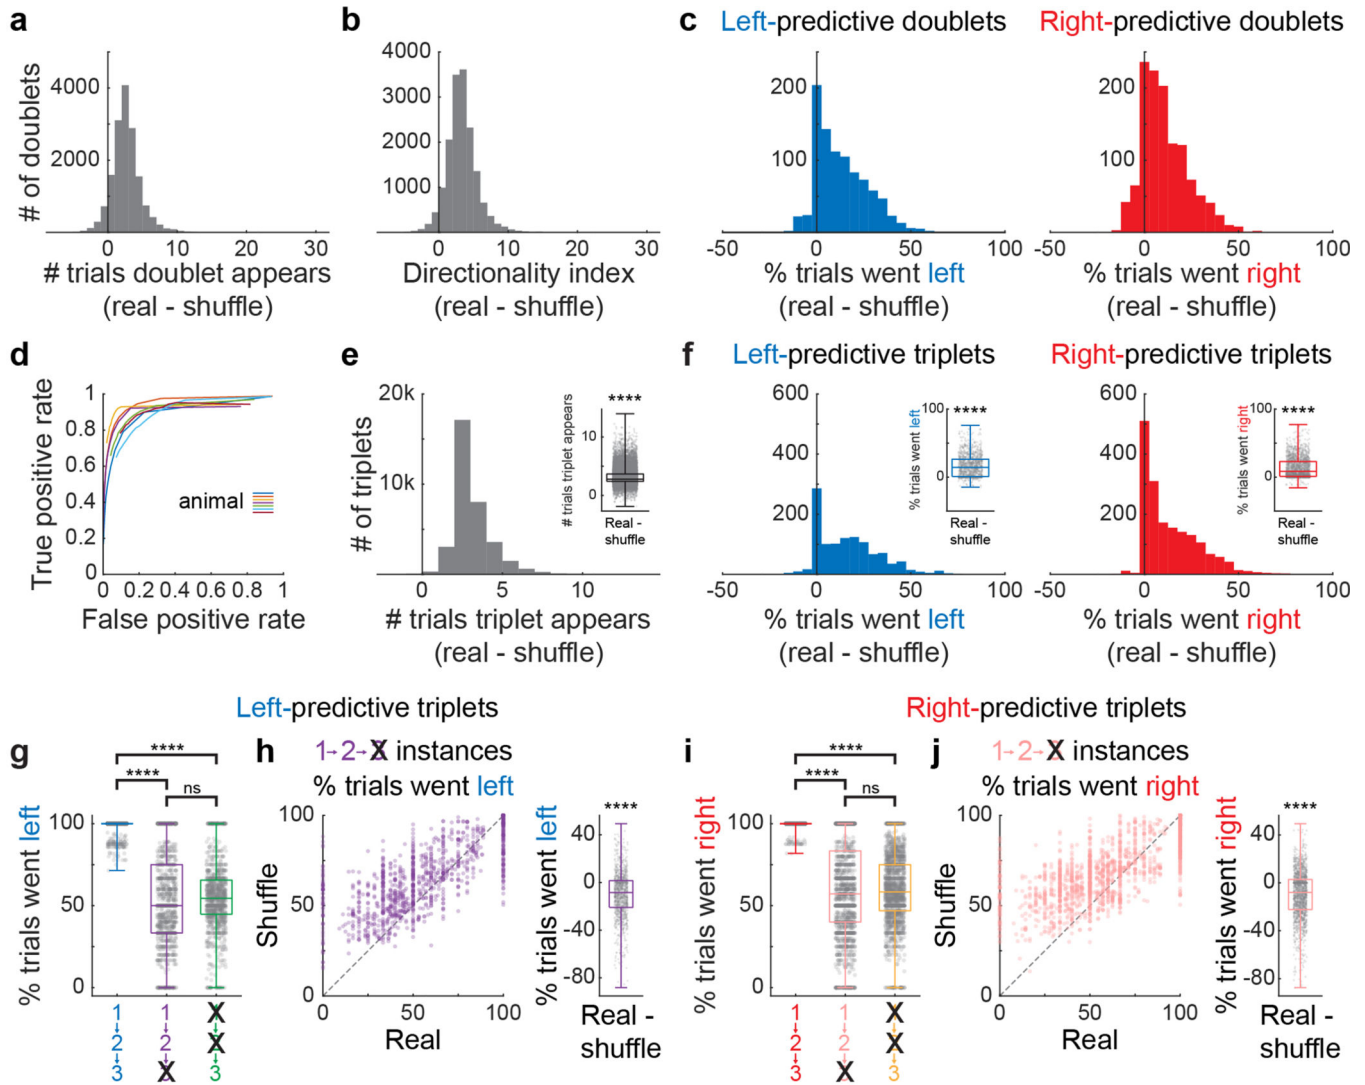 a
4000
2000
0
# of doublets
0 10 20 30
# trials doublet appears
(real - shuffle)
b
4000
3000
2000
1000
0
0 10 20 30
Directionality index
(real - shuffle)
c Left-predictive doublets
200
100
-50 0 50 100
% trials went left
(real - shuffle)
Right-predictive doublets
200
100
-50 0 50 100
% trials went right
(real - shuffle)
d
1
0.8
0.6
0.4
0.2
0
True positive rate
animal
0 0.2 0.4 0.6 0.8 1
False positive rate
e
20k
10k
0
# of triplets
0 5 10
# trials triplet appears
(real - shuffle)
****
# trials triplet appears
10
0
Real -
shuffle
f Left-predictive triplets
600
400
200
-50 0 50 100
% trials went left
(real - shuffle)
100
0
% trials went left
****
Real -
shuffle
Right-predictive triplets
600
400
200
-50 0 50 100
% trials went right
(real - shuffle)
100
0
% trials went right
****
Real -
shuffle
Left-predictive triplets
g
****
****
ns
100
50
0
% trials went left
1 1 X
2 2 X
3 X 3
h 1→2→X instances
% trials went left
100
50
0
Shuffle
0 50 100
Real
****
40
0
-40
-80
% trials went left
Real -
shuffle
Right-predictive triplets
i
****
****
ns
100
50
0
% trials went right
1 1 X
2 2 X
3 X 3
j 1→2→X instances
% trials went right
100
50
0
Shuffle
0 50 100
Real
****
40
0
-40
-80
% trials went right
Real -
shuffle